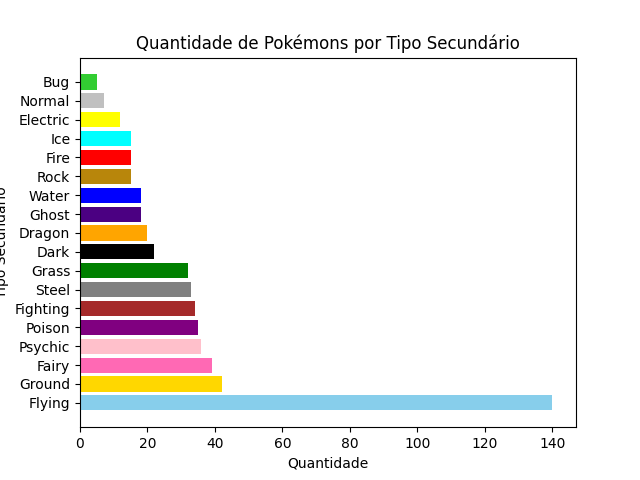 Quantidade de Pokémons por Tipo Secundário
Bug
Normal
Electric
Ice
Fire
Rock
Water
Ghost
Dragon
Dark
Grass
Steel
Fighting
Poison
Psychic
Fairy
Ground
Flying
Tipo Secundário
0 20 40 60 80 100 120 140
Quantidade